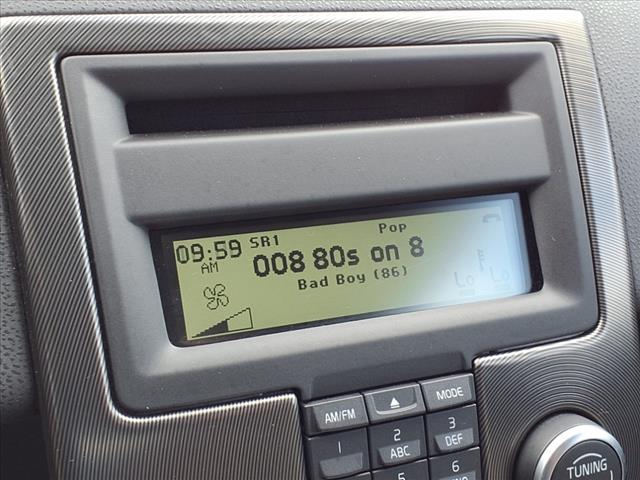 Pop
09:59 SR1
AM
008 80s on 8
Bad Boy (86)
Lo Lo
AM/FM
MODE
1
2
ABC
3
DEF
5
6
TUNING